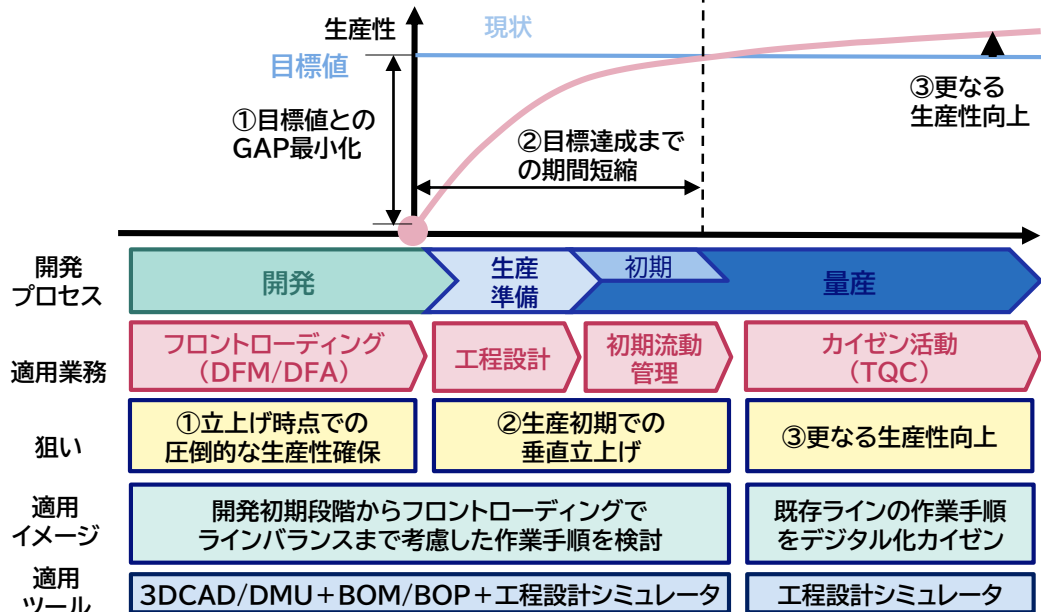 生産性
現状
目標値
①目標値との
GAP最小化
②目標達成まで
の期間短縮
③更なる
生産性向上
開発
プロセス
開発
生産
準備
初期
量産
適用業務
フロントローディング
（DFM/DFA）
工程設計
初期流動
管理
カイゼン活動
（TQC）
狙い
①立上げ時点での
圧倒的な生産性確保
②生産初期での
垂直立上げ
③更なる生産性向上
適用
イメージ
開発初期段階からフロントローディングで
ラインバランスまで考慮した作業手順を検討
既存ラインの作業手順
をデジタル化カイゼン
適用
ツール
3DCAD/DMU＋BOM/BOP＋工程設計シミュレータ
工程設計シミュレータ